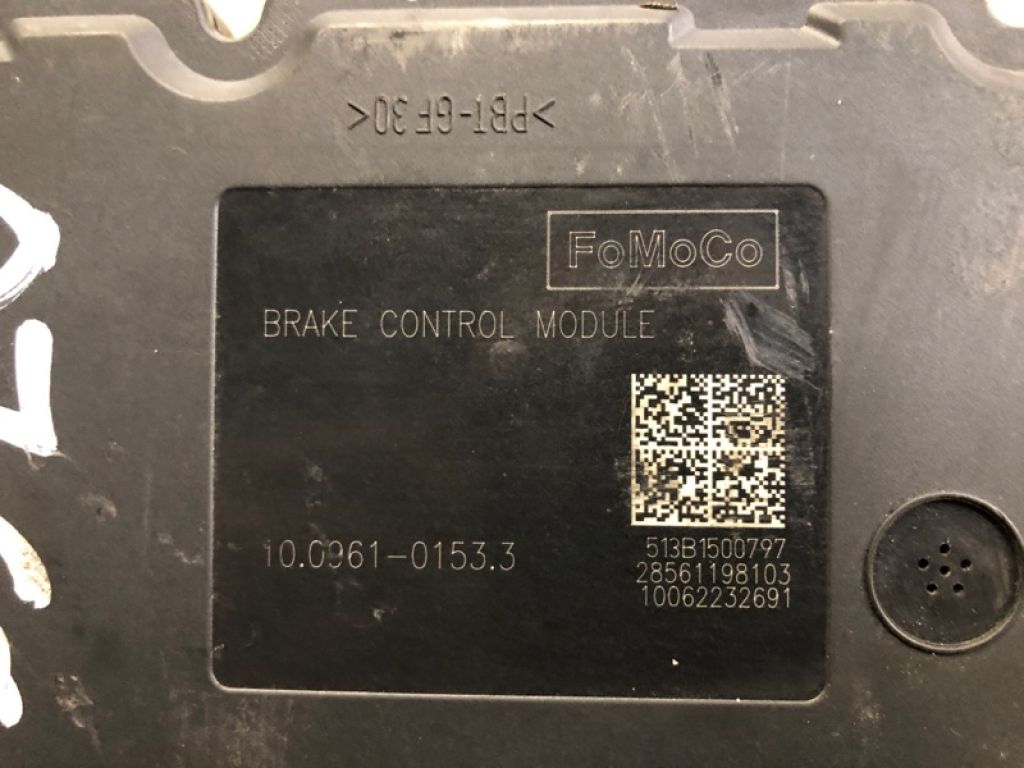 >PBT-GF30<
FoMoCo
BRAKE CONTROL MODULE
10.0961-0153.3
513B1500797
28561198103
10062232691